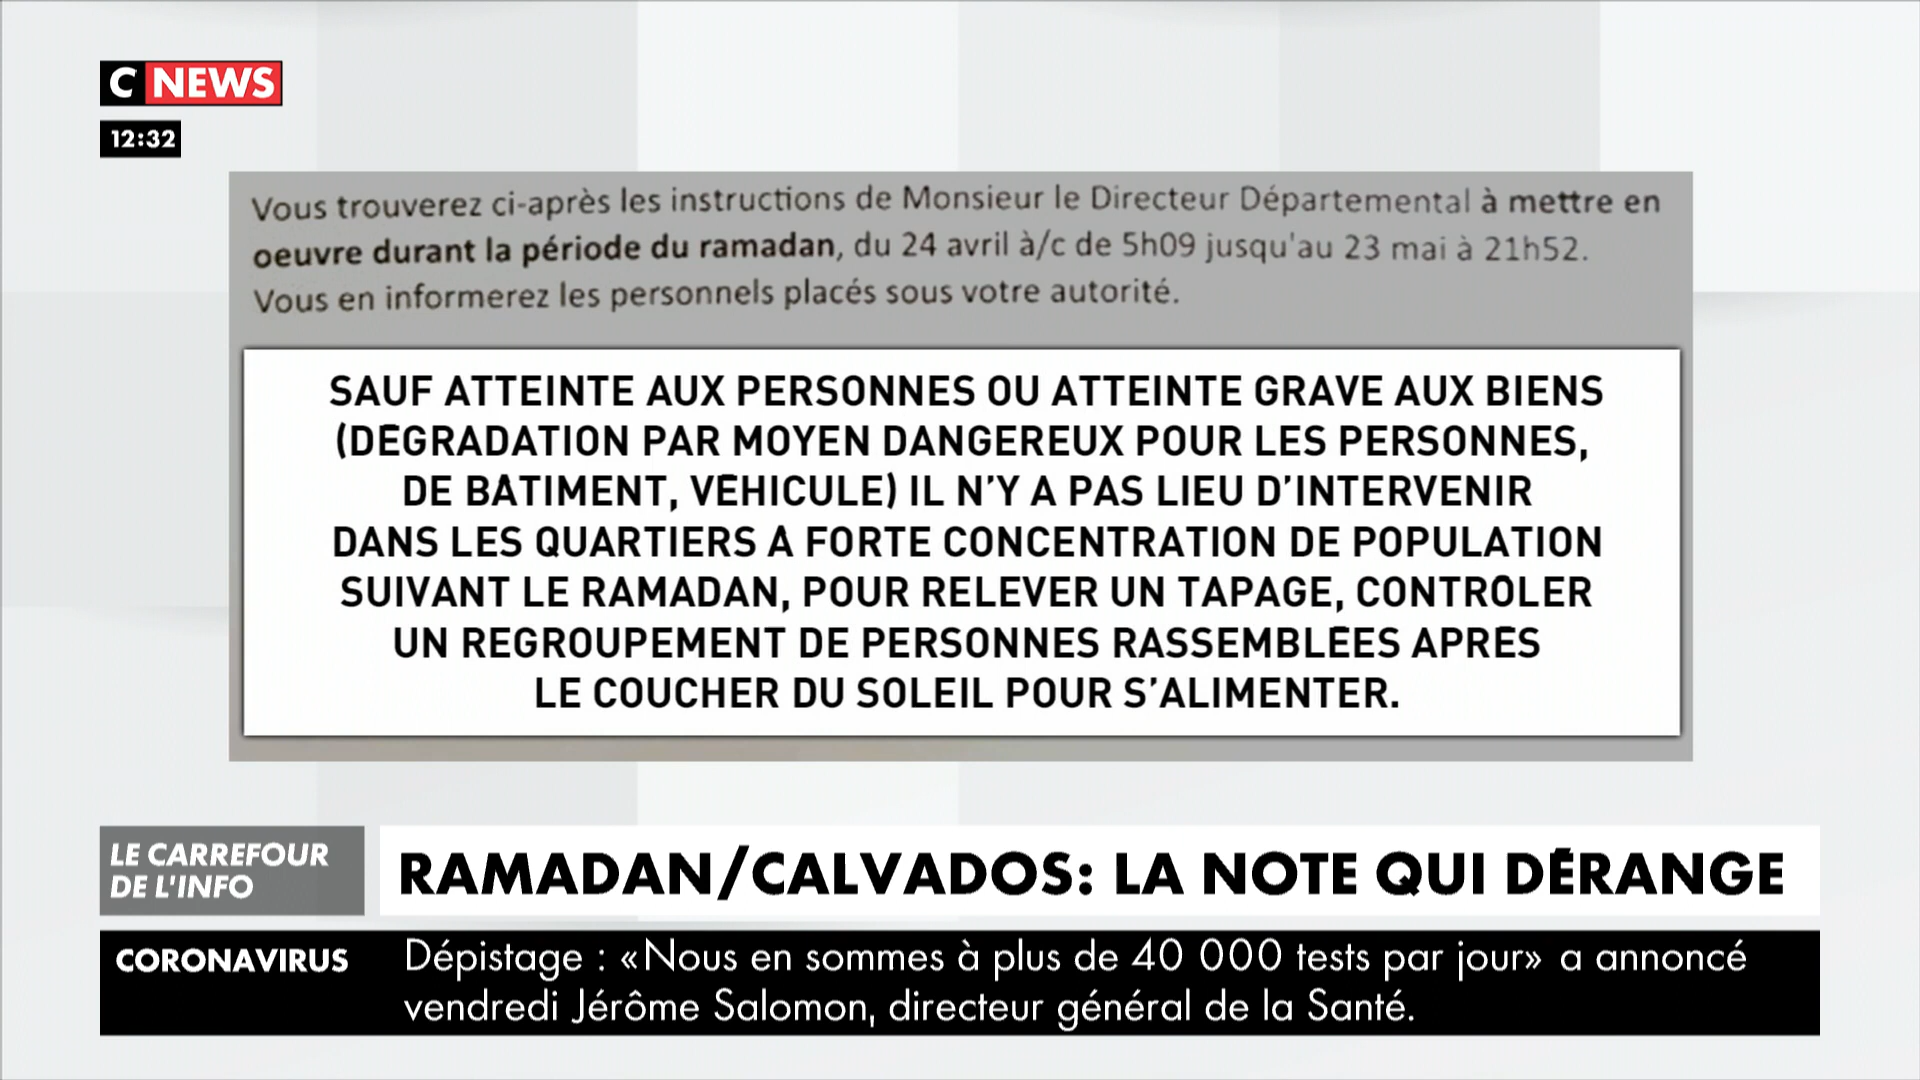 C NEWS
12:32
Vous trouverez ci-après les instructions de Monsieur le Directeur Départemental à mettre en
oeuvre durant la période du ramadan, du 24 avril à/c de 5h09 jusqu'au 23 mai à 21h52.
Vous en informerez les personnels placés sous votre autorité.
SAUF ATTEINTE AUX PERSONNES OU ATTEINTE GRAVE AUX BIENS
(DÉGRADATION PAR MOYEN DANGEREUX POUR LES PERSONNES,
DE BÂTIMENT, VÉHICULE) IL N'Y A PAS LIEU D'INTERVENIR
DANS LES QUARTIERS À FORTE CONCENTRATION DE POPULATION
SUIVANT LE RAMADAN, POUR RELEVER UN TAPAGE, CONTRÔLER
UN REGROUPEMENT DE PERSONNES RASSEMBLÉES APRÈS
LE COUCHER DU SOLEIL POUR S'ALIMENTER.
LE CARREFOUR
DE L'INFO
RAMADAN/CALVADOS: LA NOTE QUI DÉRANGE
CORONAVIRUS
Dépistage : «Nous en sommes à plus de 40 000 tests par jour» a annoncé
vendredi Jérôme Salomon, directeur général de la Santé.